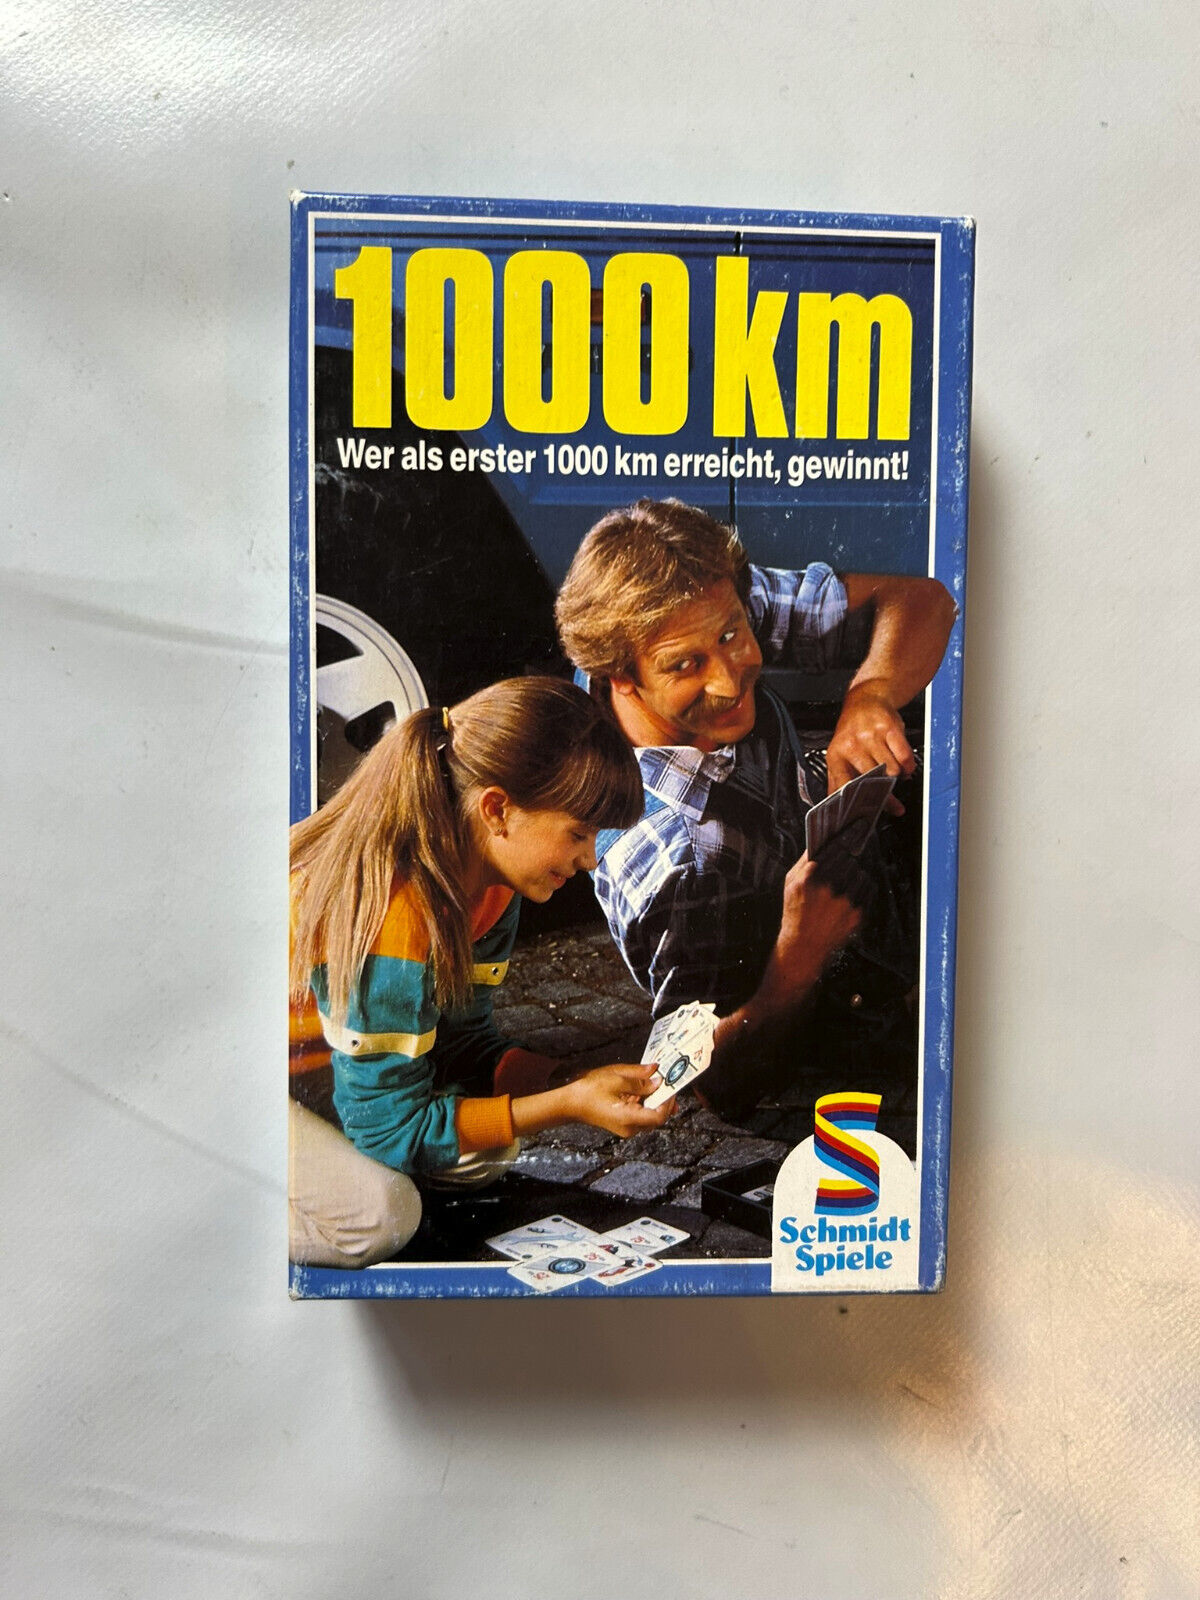 1000 km
Wer als erster 1000 km erreicht, gewinnt!
Schmidt
Spiele